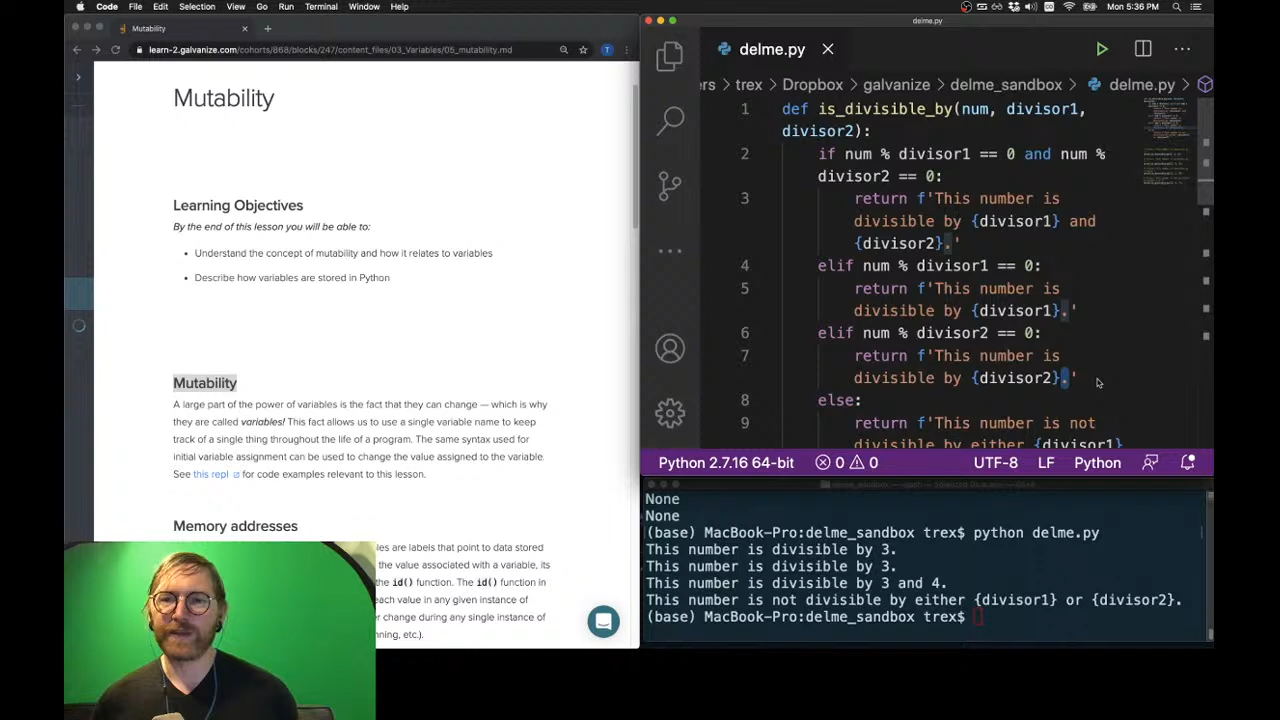 Code File Edit Selection View Go Run Terminal Window Help
Mon 5:36 PM
Mutability
learn-2.galvanize.com/cohorts/868/blocks/247/content_files/03_Variables/05_mutability.md
T
Mutability
Learning Objectives
By the end of this lesson you will be able to:
• Understand the concept of mutability and how it relates to variables
• Describe how variables are stored in Python
Mutability
A large part of the power of variables is the fact that they can change — which is why
they are called variables! This fact allows us to use a single variable name to keep
track of a single thing throughout the life of a program. The same syntax used for
initial variable assignment can be used to change the value assigned to the variable.
See this repl for code examples relevant to this lesson.
Memory addresses
les are labels that point to data stored
the value associated with a variable, its
the id() function. The id() function in
each value in any given instance of
r change during any single instance of
nning, etc.).
delme.py
delme.py
ers › trex › Dropbox › galvanize › delme_sandbox › delme.py ›
1 def is_divisible_by(num, divisor1,
divisor2):
2 if num % divisor1 == 0 and num %
divisor2 == 0:
3 return f'This number is
divisible by {divisor1} and
{divisor2}.'
4 elif num % divisor1 == 0:
5 return f'This number is
divisible by {divisor1}.'
6 elif num % divisor2 == 0:
7 return f'This number is
divisible by {divisor2}.'
8 else:
9 return f'This number is not
divisible by either {divisor1}
Python 2.7.16 64-bit 0 0 UTF-8 LF Python
None
None
(base) MacBook-Pro:delme_sandbox trex$ python delme.py
This number is divisible by 3.
This number is divisible by 3.
This number is divisible by 3 and 4.
This number is not divisible by either {divisor1} or {divisor2}.
(base) MacBook-Pro:delme_sandbox trex$